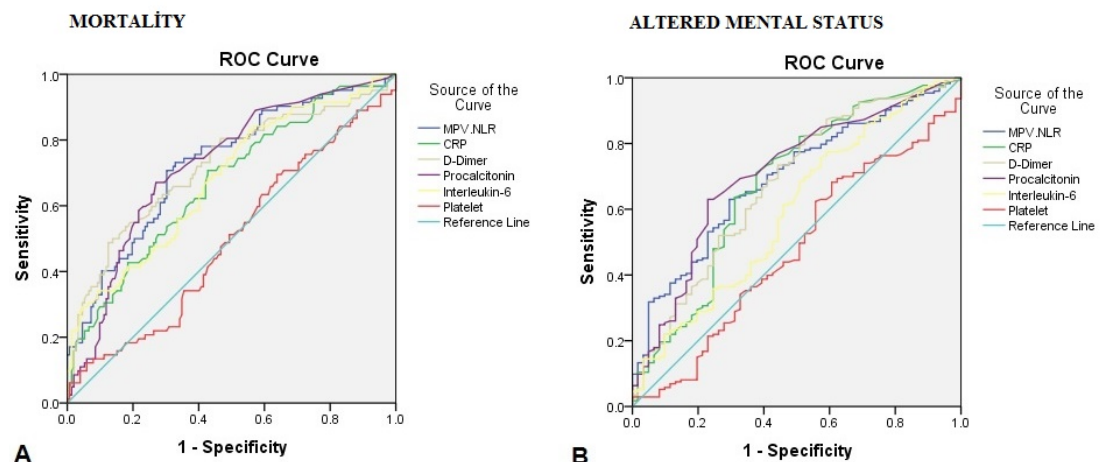 MORTALİTY
ROC Curve
1.0
0.8
0.6
0.4
0.2
0.0
Sensitivity
0.0 0.2 0.4 0.6 0.8 1.0
1 - Specificity
Source of the
Curve
MPV.NLR
CRP
D-Dimer
Procalcitonin
Interleukin-6
Platelet
Reference Line
A
ALTERED MENTAL STATUS
ROC Curve
1.0
0.8
0.6
0.4
0.2
0.0
Sensitivity
0.0 0.2 0.4 0.6 0.8 1.0
1 - Specificity
Source of the
Curve
MPV.NLR
CRP
D-Dimer
Procalcitonin
Interleukin-6
Platelet
Reference Line
B